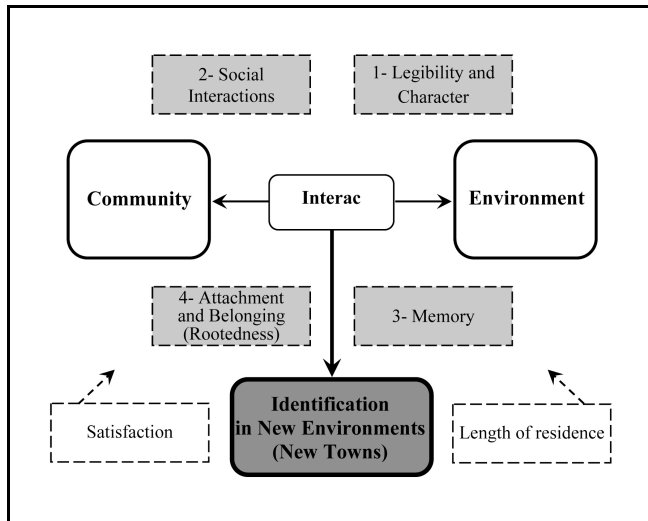 2- Social
Interactions
1- Legibility and
Character
Community
Interac
Environment
4- Attachment
and Belonging
(Rootedness)
3- Memory
Satisfaction
Identification
in New Environments
(New Towns)
Length of residence